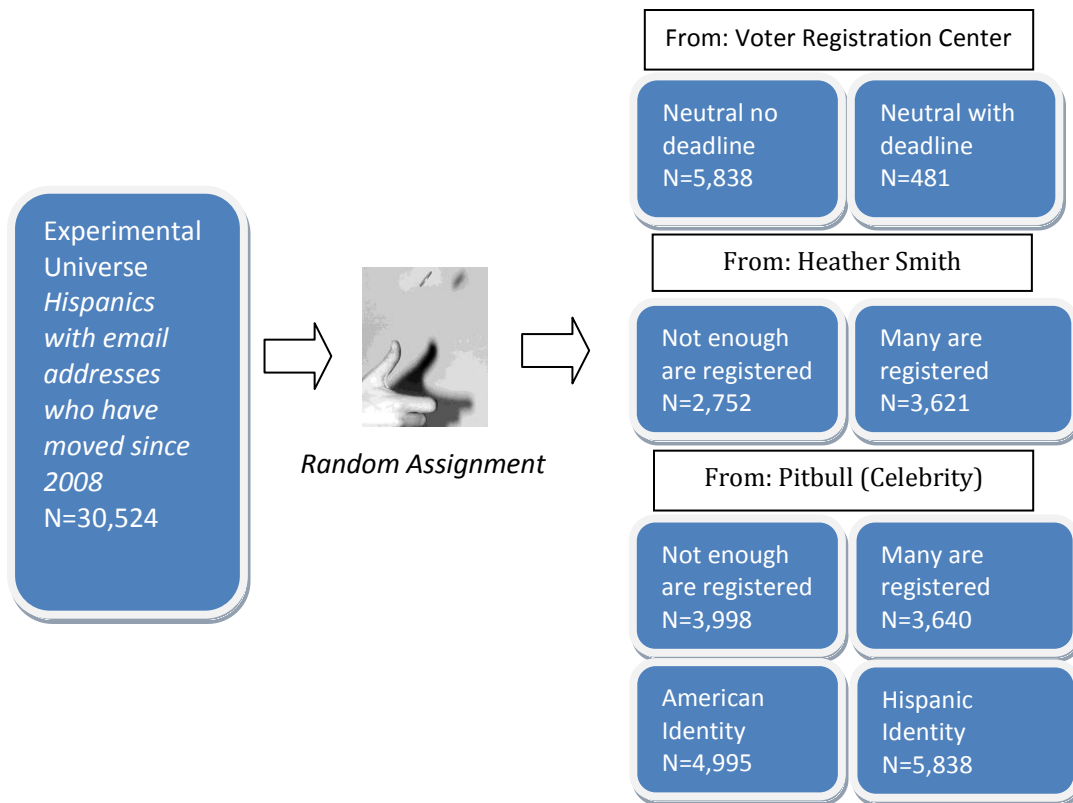 Experimental
Universe
Hispanics
with email
addresses
who have
moved since
2008
N=30,524
Random Assignment
From: Voter Registration Center
Neutral no
deadline
N=5,838
Neutral with
deadline
N=481
From: Heather Smith
Not enough
are registered
N=2,752
Many are
registered
N=3,621
From: Pitbull (Celebrity)
Not enough
are registered
N=3,998
Many are
registered
N=3,640
American
Identity
N=4,995
Hispanic
Identity
N=5,838